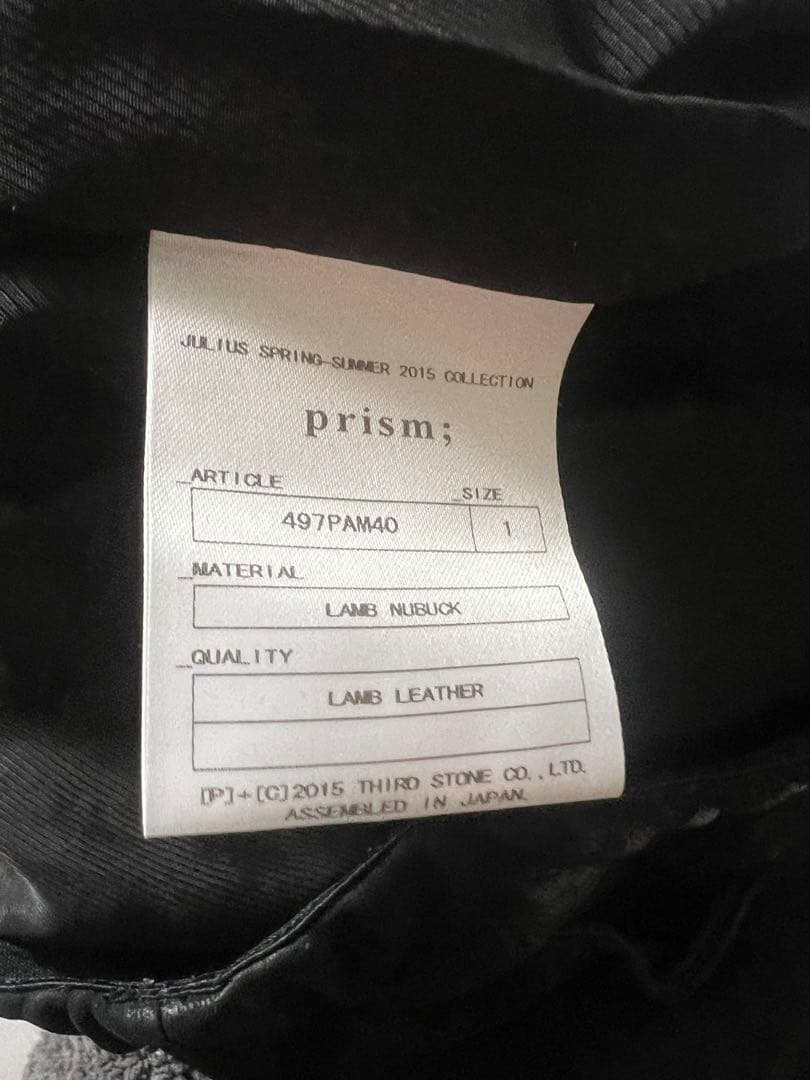 JULIUS SPRING-SUMMER 2015 COLLECTION
prism;
_ARTICLE _SIZE
497PAM40 1
_MATERIAL
LAMB NUBUCK
_QUALITY
LAMB LEATHER
[P]+[C]2015 THIRD STONE CO.,LTD.
ASSEMBLED IN JAPAN.